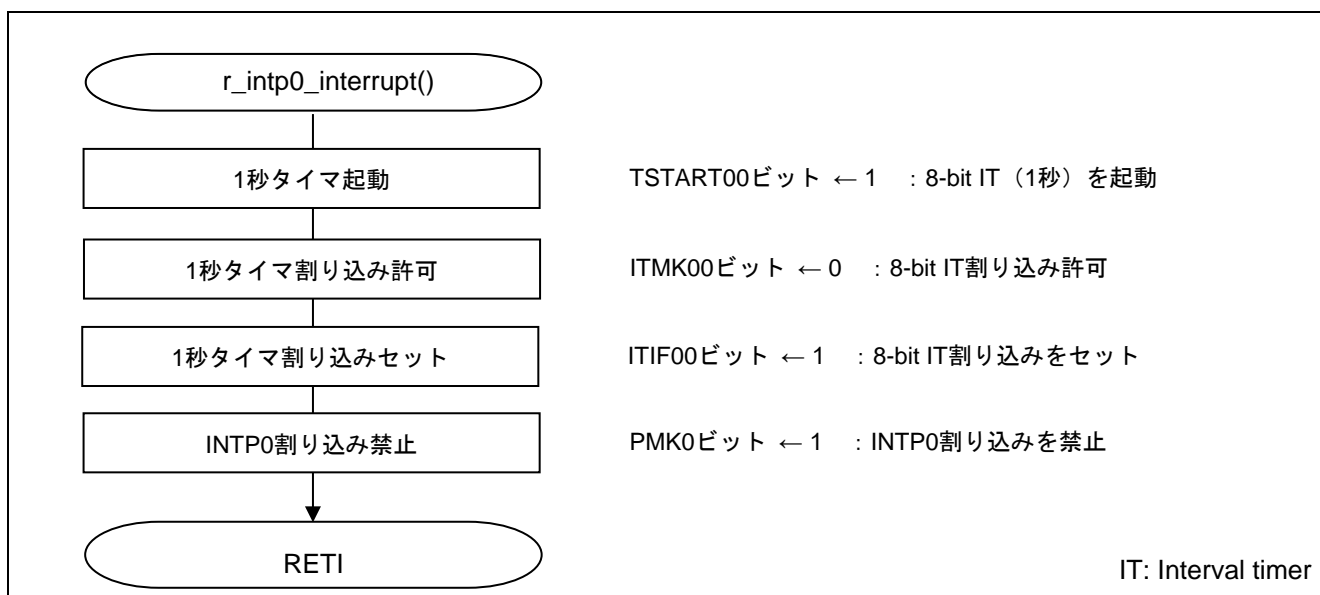 r_intp0_interrupt()
1秒タイマ起動
TSTART00ビット ← 1 : 8-bit IT(1秒)を起動
1秒タイマ割り込み許可
ITMK00ビット ← 0 : 8-bit IT割り込み許可
1秒タイマ割り込みセット
ITIF00ビット ← 1 : 8-bit IT割り込みをセット
INTP0割り込み禁止
PMK0ビット ← 1 : INTP0割り込みを禁止
RETI
IT: Interval timer